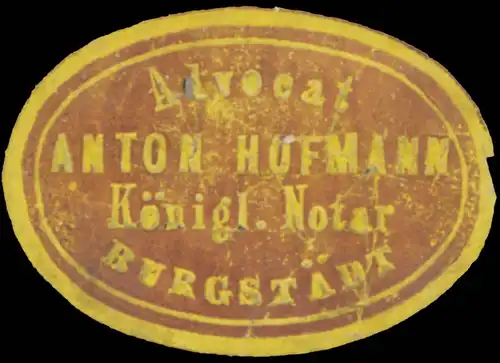 Advocat
ANTON HOFMANN
Königl. Notar
BURGSTÄDT